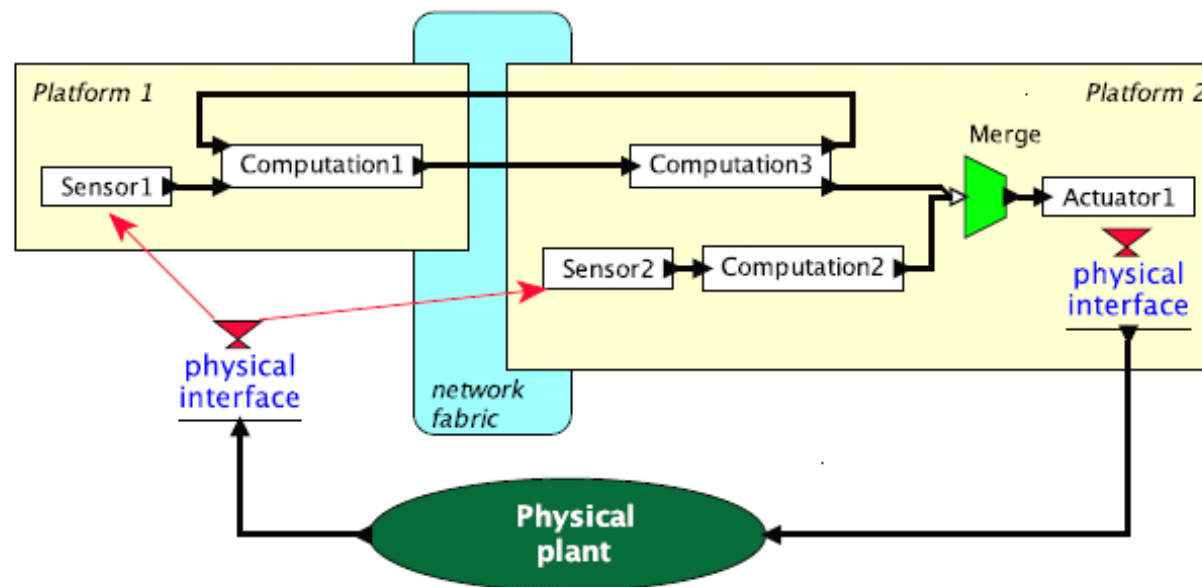 Platform 1
Platform 2
Merge
Computation1
Computation3
Sensor1
Actuator1
Sensor2
Computation2
physical
interface
physical
interface
network
fabric
Physical
plant